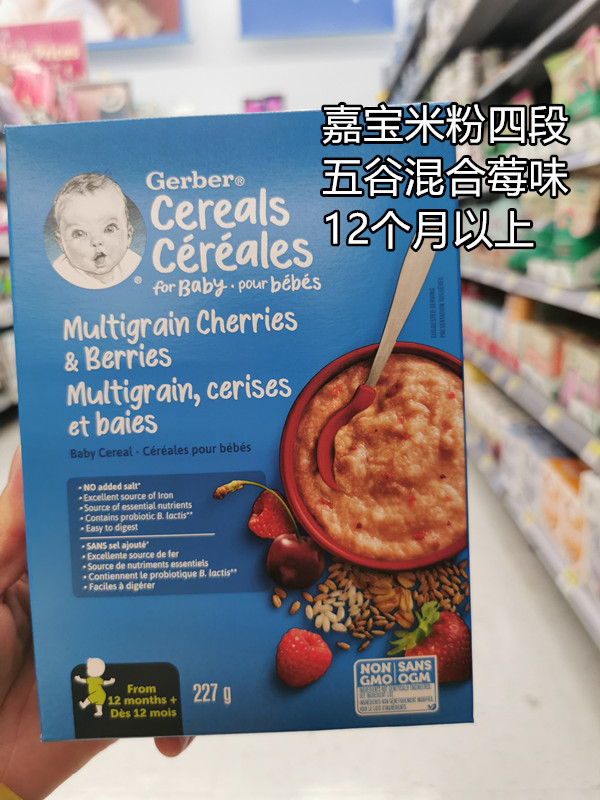 嘉宝米粉四段
五谷混合莓味
12个月以上
Gerber®
Cereals
Céréales
for Baby · pour bébés
Multigrain Cherries
& Berries
Multigrain, cerises
et baies
Baby Cereal · Céréales pour bébés
• NO added salt*
• Excellent source of Iron
• Source of essential nutrients
• Contains probiotic B. lactis**
• Easy to digest
• SANS sel ajouté*
• Excellente source de fer
• Source de nutriments essentiels
• Contiennent le probiotique B. lactis**
• Faciles à digérer
From
12 months +
Dès 12 mois
227 g
NON SANS
GMO OGM